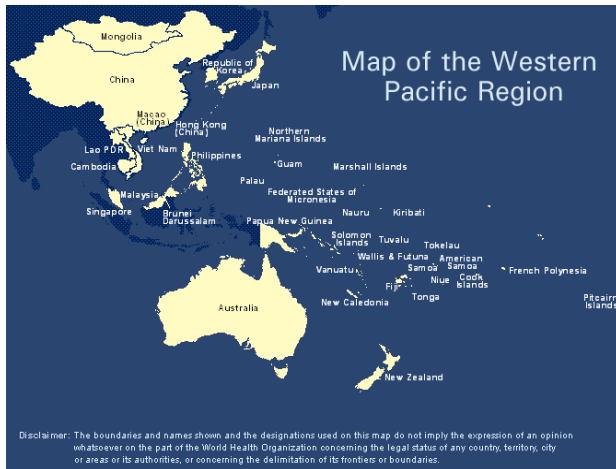 Map of the Western
Pacific Region
Mongolia
China
Republic of
Korea
Japan
Macao
(China)
Hong Kong
(China)
Lao PDR
Viet Nam
Cambodia
Philippines
Northern
Mariana Islands
Guam
Marshall Islands
Malaysia
Palau
Federated States of
Micronesia
Singapore
Brunei
Darussalam
Papua New Guinea
Nauru
Kiribati
Solomon
Islands
Tuvalu
Tokelau
Wallis & Futuna
American
Samoa
Samoa
Vanuatu
Fiji
Niue
Cook
Islands
French Polynesia
Pitcairn
Islands
New Caledonia
Tonga
Australia
New Zealand
Disclaimer: The boundaries and names shown and the designations used on this map do not imply the expression of an opinion
whatsoever on the part of the World Health Organization concerning the legal status of any country, territory, city
or areas or its authorities, or concerning the delimitation of its frontiers or boundaries.